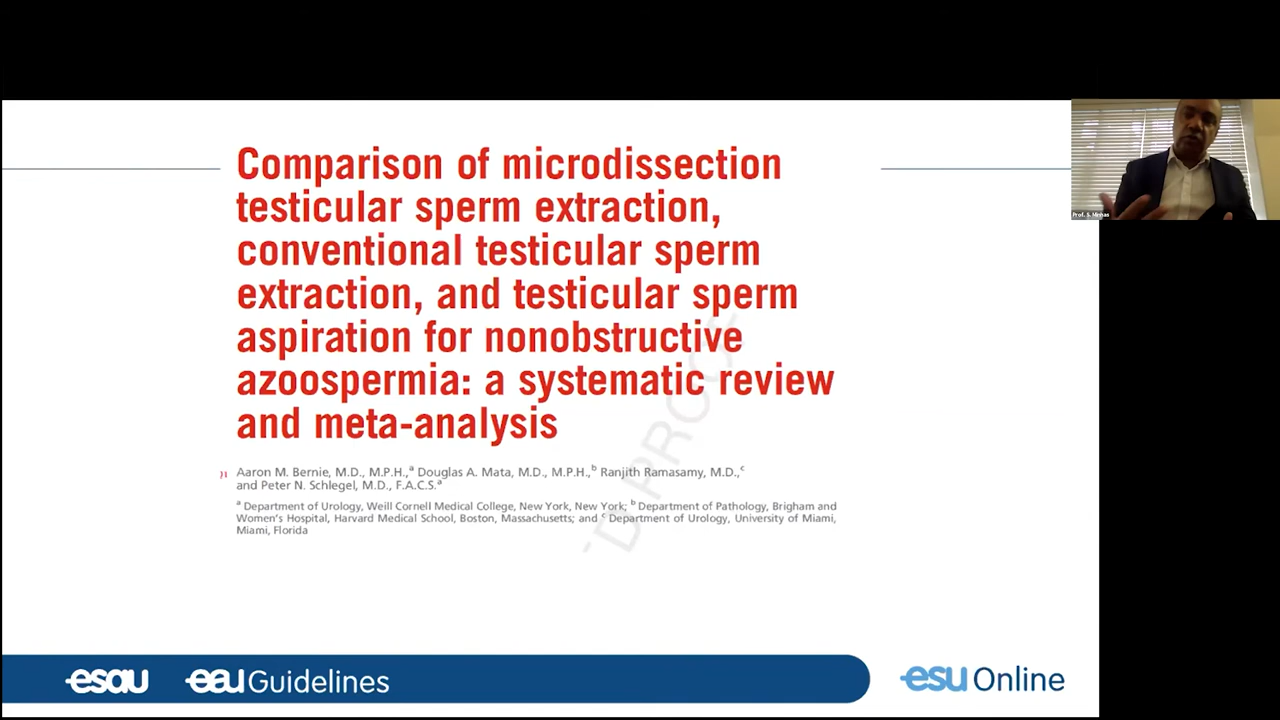 Comparison of microdissection
testicular sperm extraction,
conventional testicular sperm
extraction, and testicular sperm
aspiration for nonobstructive
azoospermia: a systematic review
and meta-analysis
Aaron M. Bernie, M.D., M.P.H.,a Douglas A. Mata, M.D., M.P.H.,b Ranjith Ramasamy, M.D.,c
and Peter N. Schlegel, M.D., F.A.C.S.a
a Department of Urology, Weill Cornell Medical College, New York, New York; b Department of Pathology, Brigham and
Women's Hospital, Harvard Medical School, Boston, Massachusetts; and c Department of Urology, University of Miami,
Miami, Florida
Prof. S. Minhas
esau eau Guidelines
esu Online